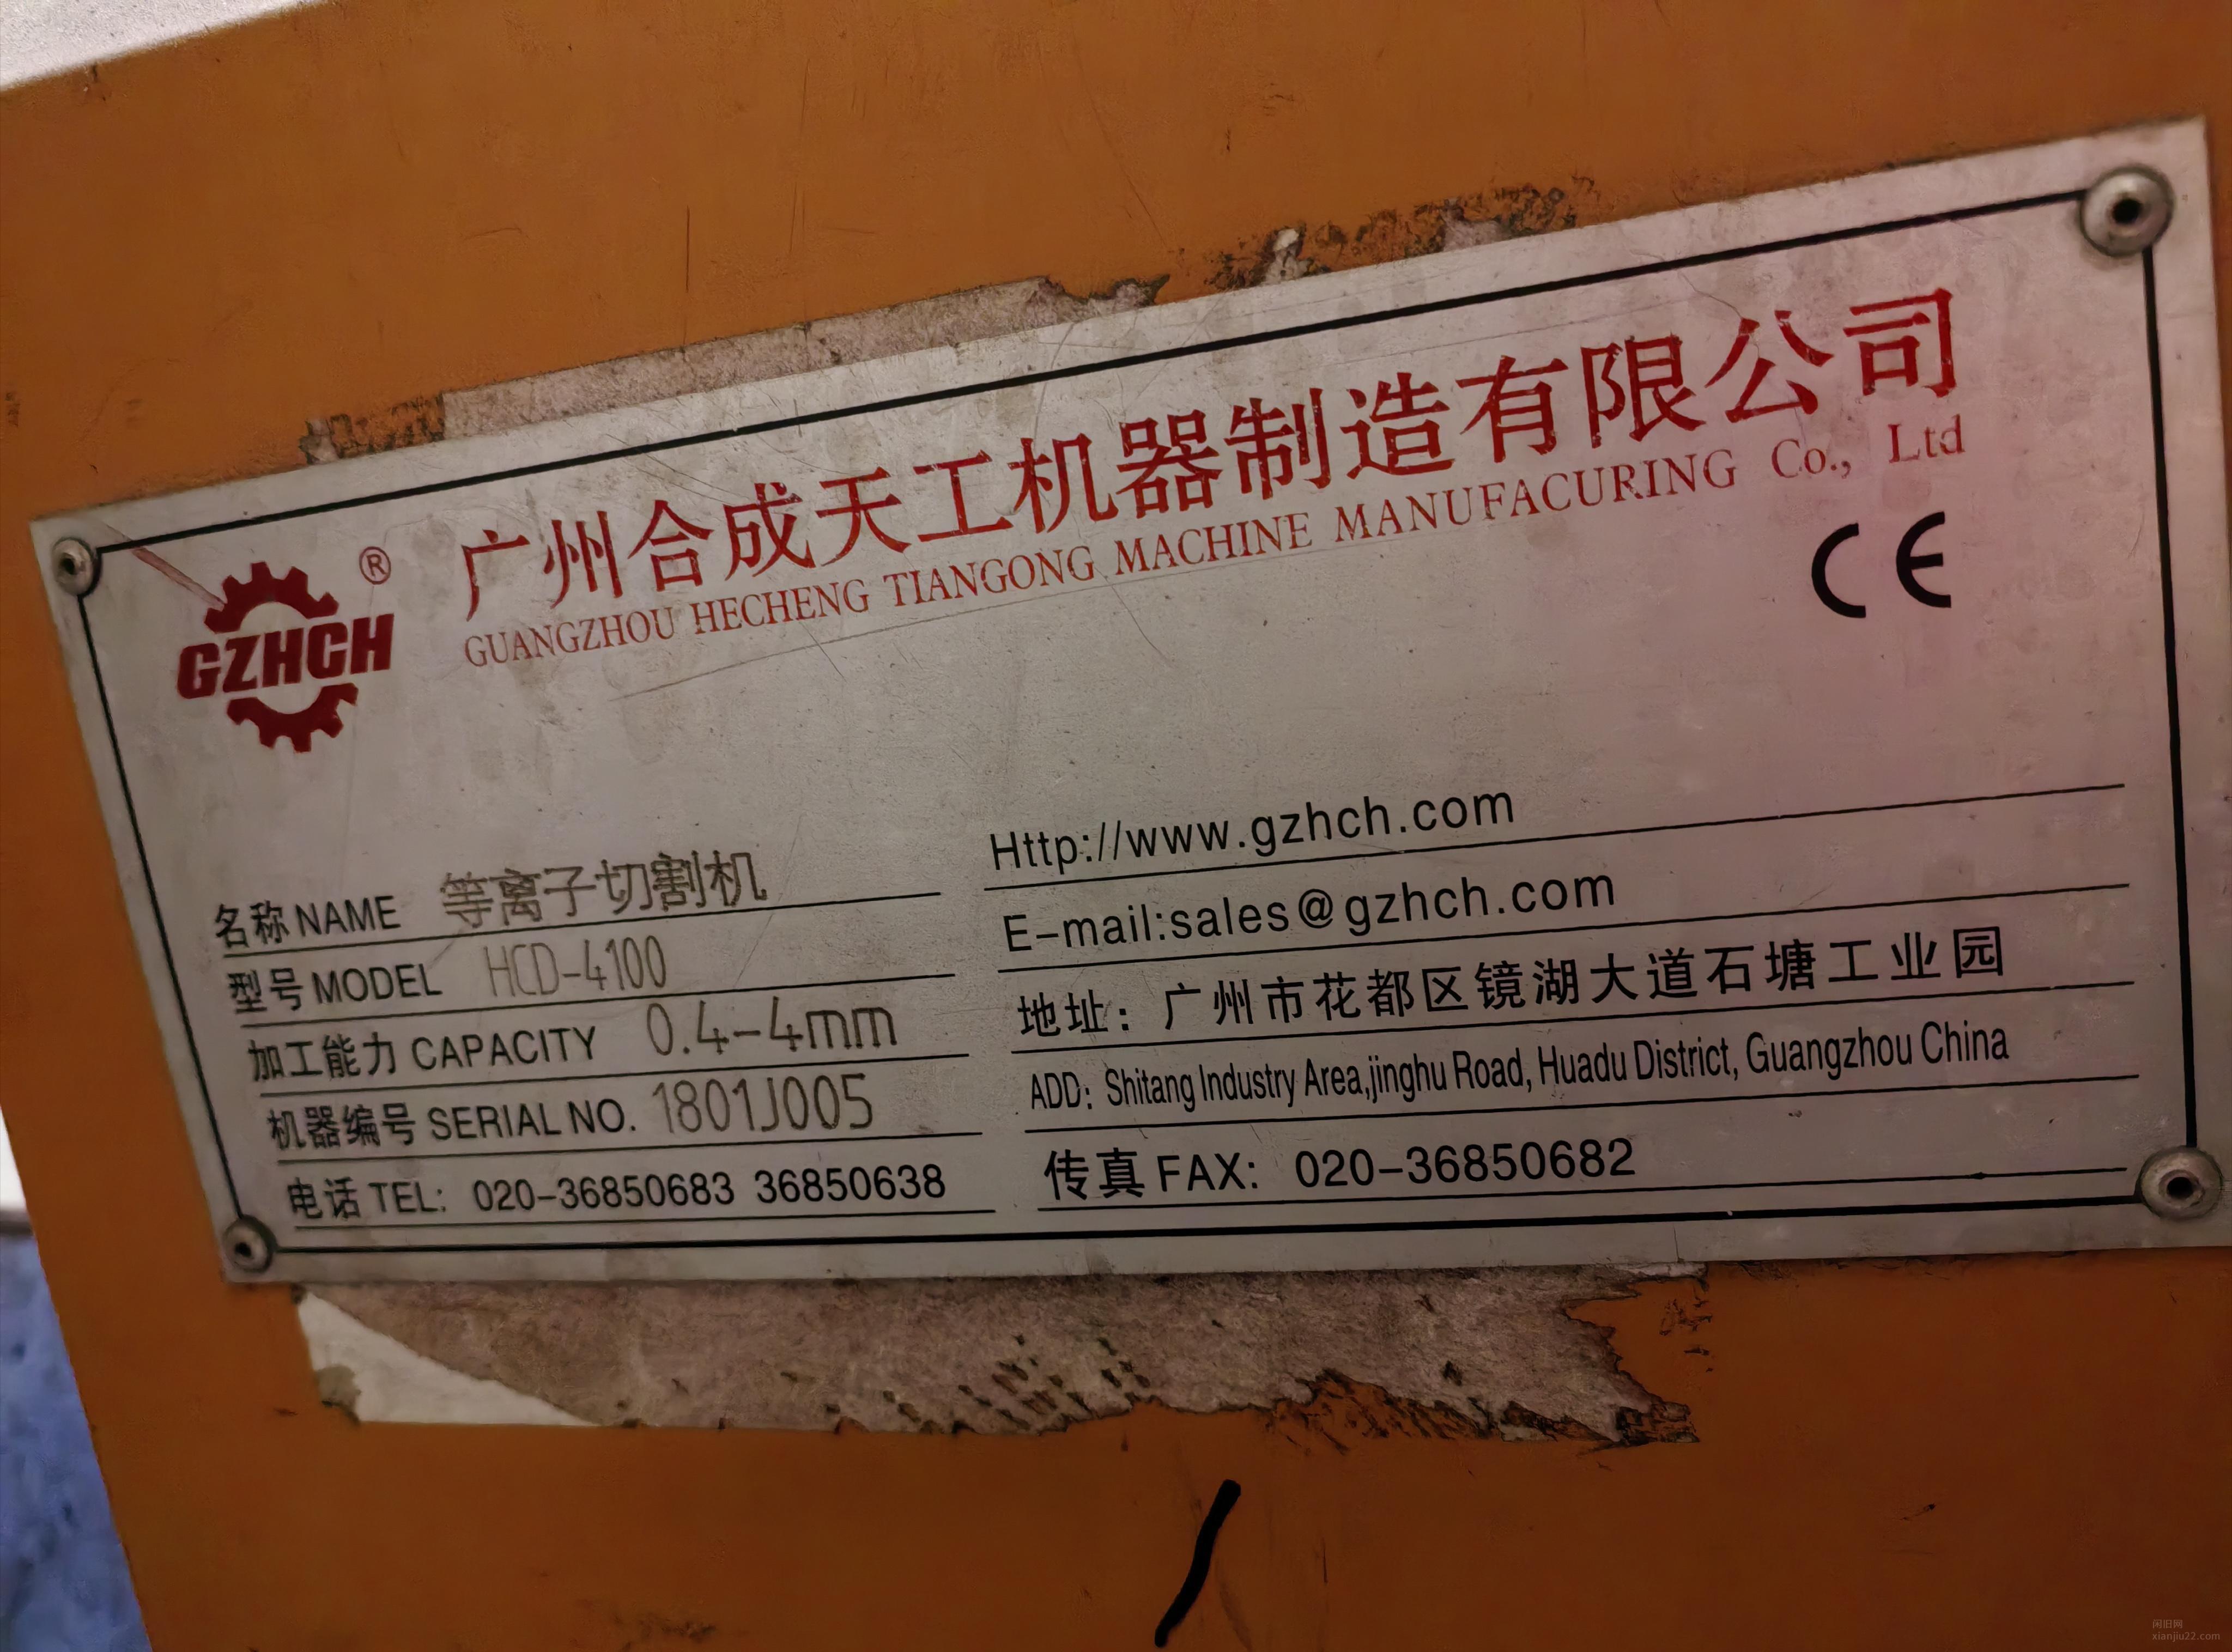 ®
GZHCH
广州合成天工机器制造有限公司
GUANGZHOU HECHENG TIANGONG MACHINE MANUFACURING Co., Ltd
CE
名称 NAME 等离子切割机
型号 MODEL HCD-4100
加工能力 CAPACITY 0.4-4mm
机器编号 SERIAL NO. 1801J005
电话 TEL: 020-36850683 36850638
Http://www.gzhch.com
E-mail:sales@gzhch.com
地址：广州市花都区镜湖大道石塘工业园
ADD: Shitang Industry Area,jinghu Road, Huadu District, Guangzhou China
传真 FAX: 020-36850682
闲旧网
xianjiu22.com